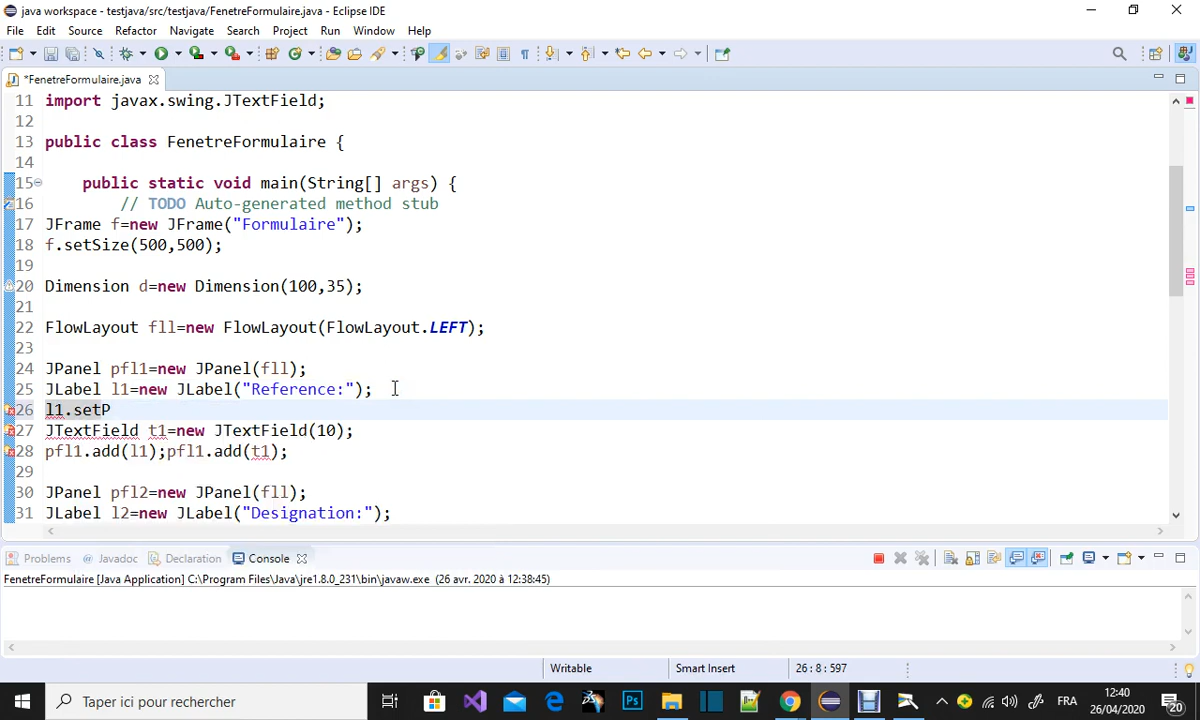 java workspace - testjava/src/testjava/FenetreFormulaire.java - Eclipse IDE
File Edit Source Refactor Navigate Search Project Run Window Help
*FenetreFormulaire.java
11 import javax.swing.JTextField;
12
13 public class FenetreFormulaire {
14
15 public static void main(String[] args) {
16 // TODO Auto-generated method stub
17 JFrame f=new JFrame("Formulaire");
18 f.setSize(500,500);
19
20 Dimension d=new Dimension(100,35);
21
22 FlowLayout fll=new FlowLayout(FlowLayout.LEFT);
23
24 JPanel pfl1=new JPanel(fll);
25 JLabel l1=new JLabel("Reference:");
26 l1.setP
27 JTextField t1=new JTextField(10);
28 pfl1.add(l1);pfl1.add(t1);
29
30 JPanel pfl2=new JPanel(fll);
31 JLabel l2=new JLabel("Designation:");
Problems @ Javadoc Declaration Console
FenetreFormulaire [Java Application] C:\Program Files\Java\jre1.8.0_231\bin\javaw.exe (26 avr. 2020 à 12:38:45)
Writable Smart Insert 26 : 8 : 597
Taper ici pour rechercher
Ps
FRA
12:40
26/04/2020
20